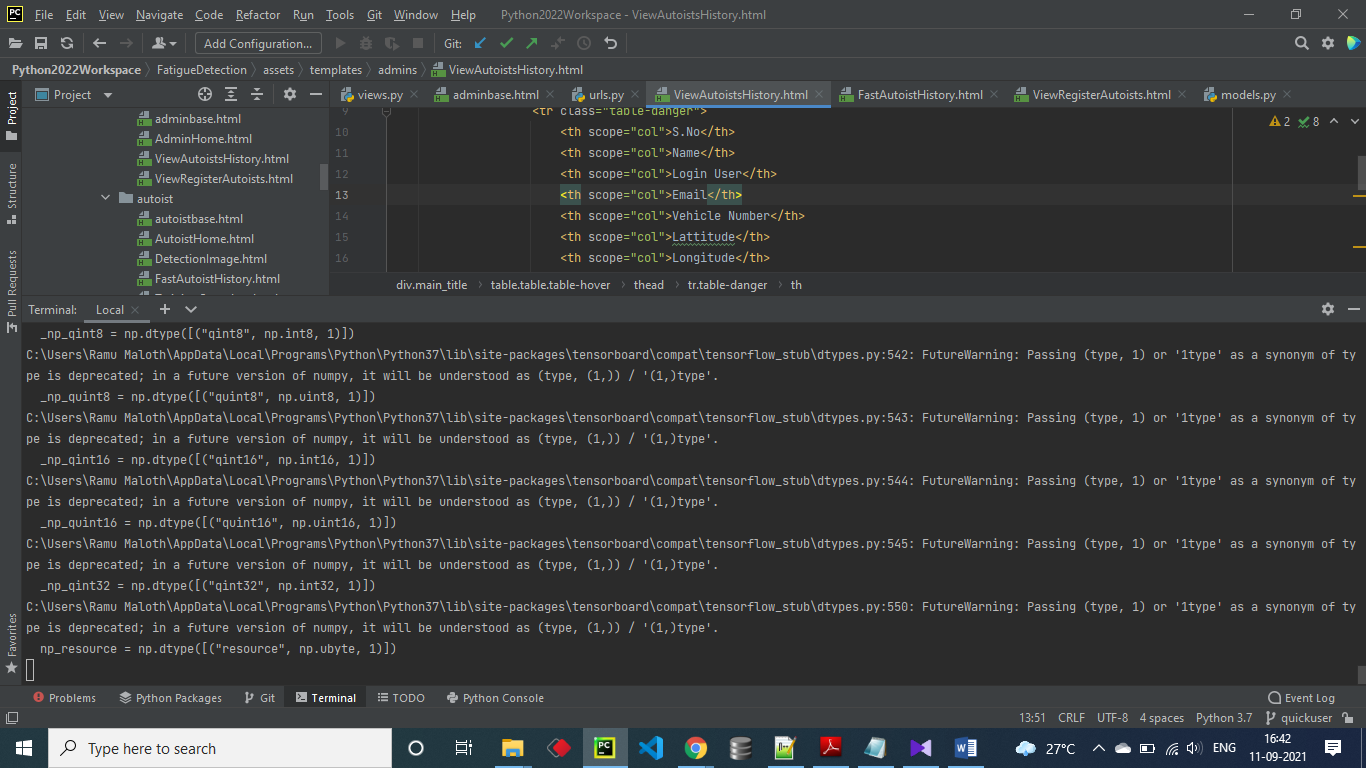 PC File Edit View Navigate Code Refactor Run Tools Git Window Help Python2022Workspace - ViewAutoistsHistory.html
Add Configuration... Git:
Python2022Workspace FatigueDetection assets templates admins ViewAutoistsHistory.html
Project
views.py adminbase.html urls.py ViewAutoistsHistory.html FastAutoistHistory.html ViewRegisterAutoists.html models.py
Project
Structure
Pull Requests
Favorites
adminbase.html
AdminHome.html
ViewAutoistsHistory.html
ViewRegisterAutoists.html
autoist
autoistbase.html
AutoistHome.html
DetectionImage.html
FastAutoistHistory.html
9 <tr class="table-danger">
10 <th scope="col">S.No</th>
11 <th scope="col">Name</th>
12 <th scope="col">Login User</th>
13 <th scope="col">Email</th>
14 <th scope="col">Vehicle Number</th>
15 <th scope="col">Lattitude</th>
16 <th scope="col">Longitude</th>
2 8
div.main_title table.table.table-hover thead tr.table-danger th
Terminal: Local
_np_qint8 = np.dtype([("qint8", np.int8, 1)])
C:\Users\Ramu Maloth\AppData\Local\Programs\Python\Python37\lib\site-packages\tensorboard\compat\tensorflow_stub\dtypes.py:542: FutureWarning: Passing (type, 1) or '1type' as a synonym of ty
pe is deprecated; in a future version of numpy, it will be understood as (type, (1,)) / '(1,)type'.
_np_quint8 = np.dtype([("quint8", np.uint8, 1)])
C:\Users\Ramu Maloth\AppData\Local\Programs\Python\Python37\lib\site-packages\tensorboard\compat\tensorflow_stub\dtypes.py:543: FutureWarning: Passing (type, 1) or '1type' as a synonym of ty
pe is deprecated; in a future version of numpy, it will be understood as (type, (1,)) / '(1,)type'.
_np_qint16 = np.dtype([("qint16", np.int16, 1)])
C:\Users\Ramu Maloth\AppData\Local\Programs\Python\Python37\lib\site-packages\tensorboard\compat\tensorflow_stub\dtypes.py:544: FutureWarning: Passing (type, 1) or '1type' as a synonym of ty
pe is deprecated; in a future version of numpy, it will be understood as (type, (1,)) / '(1,)type'.
_np_quint16 = np.dtype([("quint16", np.uint16, 1)])
C:\Users\Ramu Maloth\AppData\Local\Programs\Python\Python37\lib\site-packages\tensorboard\compat\tensorflow_stub\dtypes.py:545: FutureWarning: Passing (type, 1) or '1type' as a synonym of ty
pe is deprecated; in a future version of numpy, it will be understood as (type, (1,)) / '(1,)type'.
_np_qint32 = np.dtype([("qint32", np.int32, 1)])
C:\Users\Ramu Maloth\AppData\Local\Programs\Python\Python37\lib\site-packages\tensorboard\compat\tensorflow_stub\dtypes.py:550: FutureWarning: Passing (type, 1) or '1type' as a synonym of ty
pe is deprecated; in a future version of numpy, it will be understood as (type, (1,)) / '(1,)type'.
np_resource = np.dtype([("resource", np.ubyte, 1)])
Problems Python Packages Git Terminal TODO Python Console Event Log
13:51 CRLF UTF-8 4 spaces Python 3.7 quickuser
Type here to search PC 27°C ENG 16:42
11-09-2021